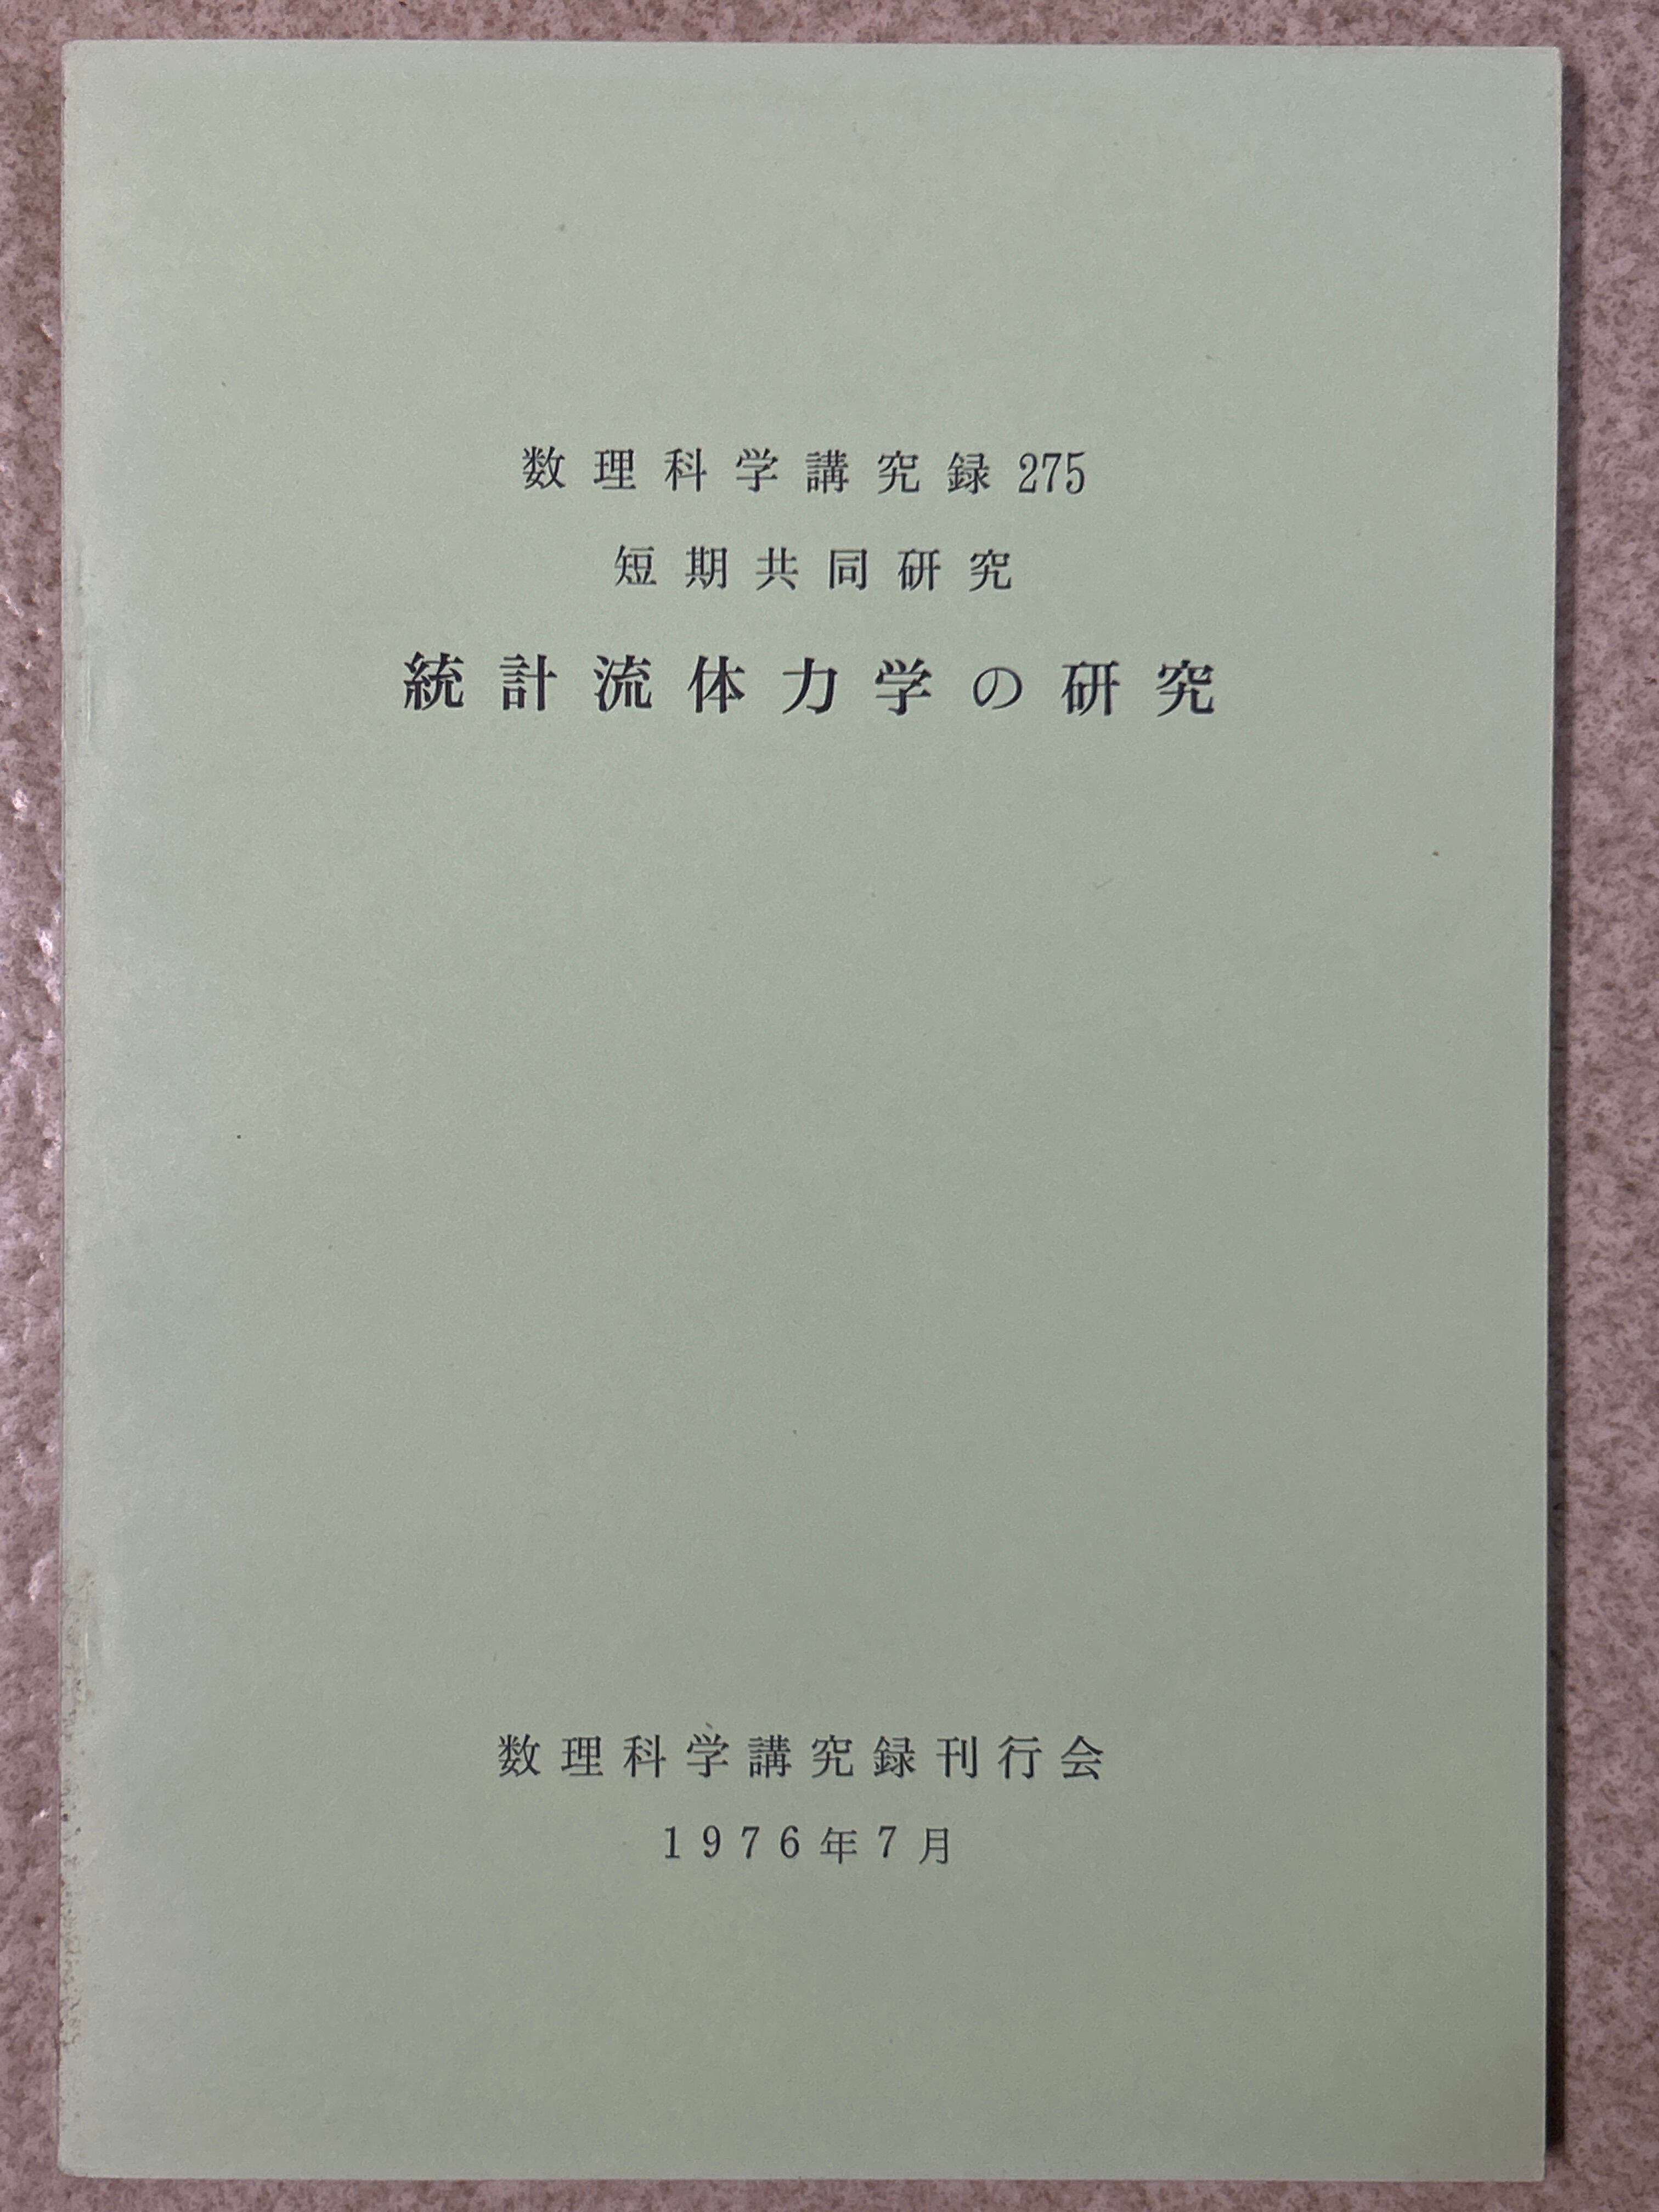 数理科学講究録275
短期共同研究
統計流体力学の研究
数理科学講究録刊行会
1976年7月